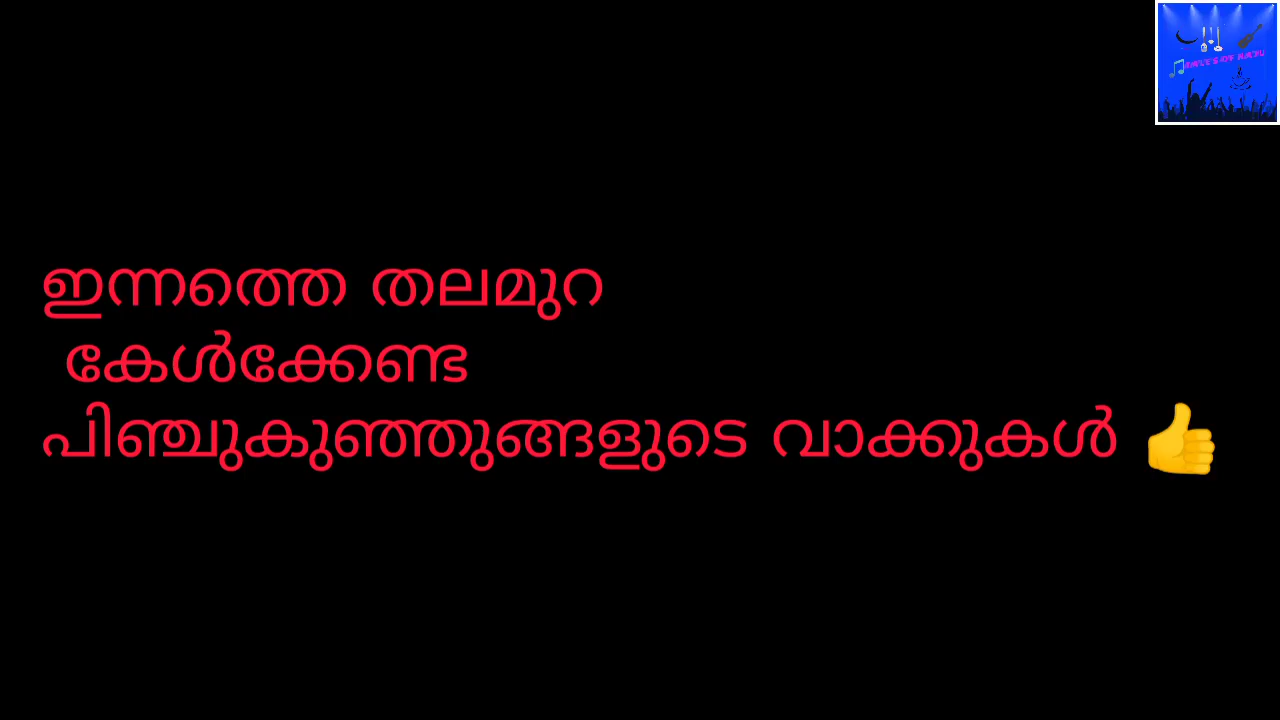 ഇന്നത്തെ തലമുറ
കേൾക്കേണ്ട
പിഞ്ചുകുഞ്ഞുങ്ങളുടെ വാക്കുകൾ 👍